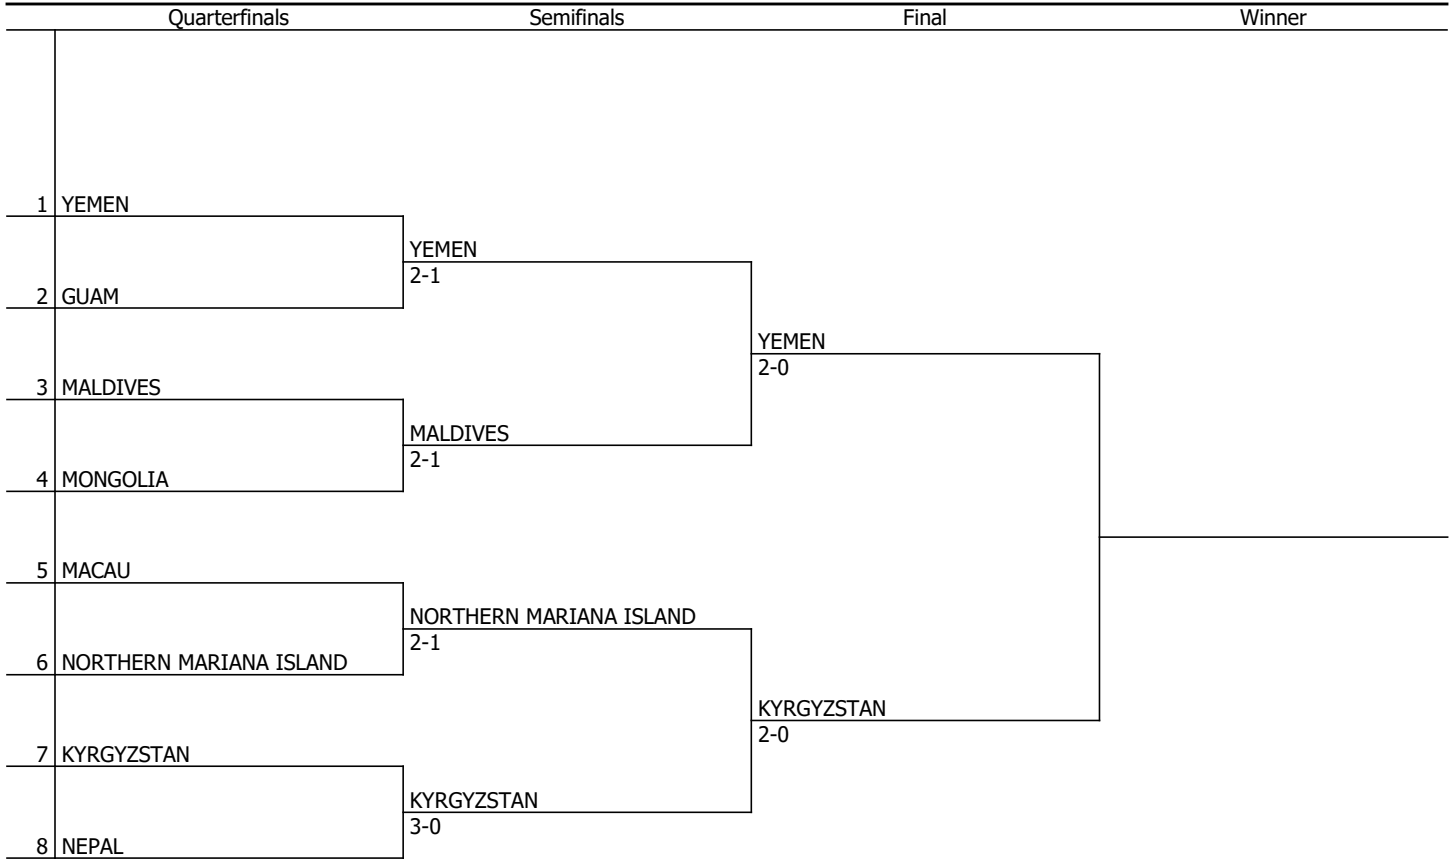 Quarterfinals Semifinals Final Winner
1 YEMEN
YEMEN
2-1
2 GUAM
YEMEN
2-0
3 MALDIVES
MALDIVES
2-1
4 MONGOLIA
5 MACAU
NORTHERN MARIANA ISLAND
2-1
6 NORTHERN MARIANA ISLAND
KYRGYZSTAN
2-0
7 KYRGYZSTAN
KYRGYZSTAN
3-0
8 NEPAL